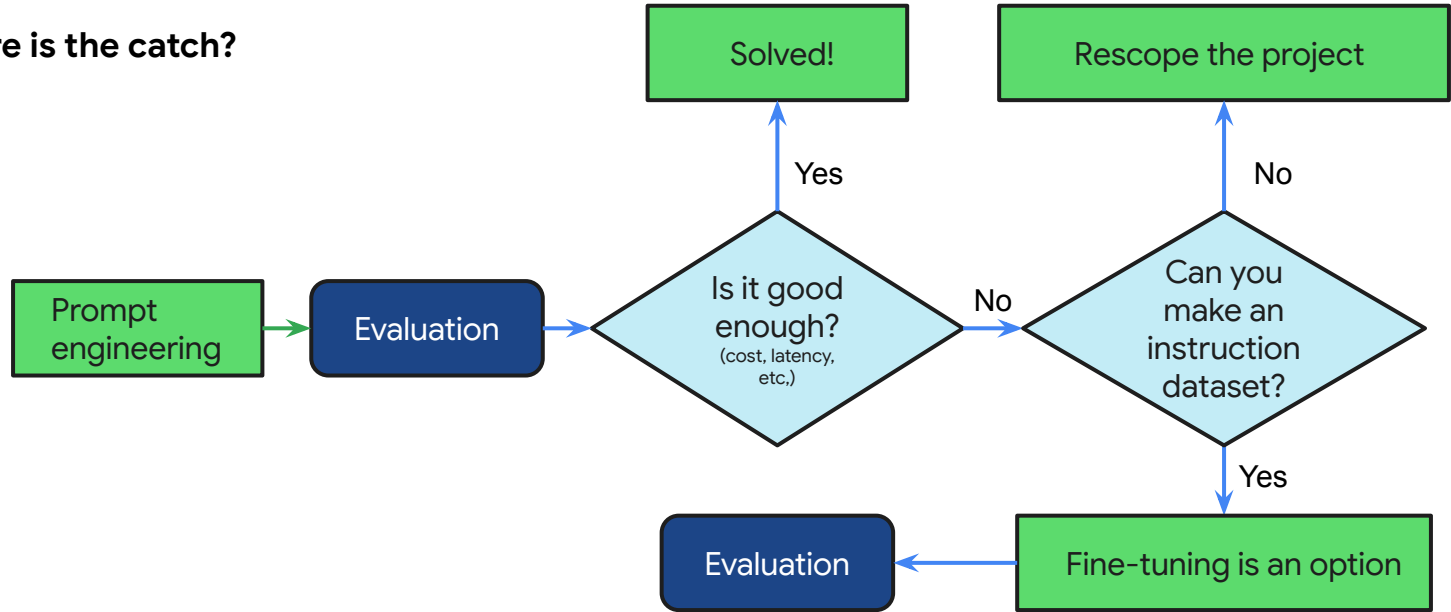 re is the catch?
Solved!
Rescope the project
Yes
No
Prompt
engineering
Evaluation
Is it good
enough?
(cost, latency,
etc,)
No
Can you
make an
instruction
dataset?
Yes
Evaluation
Fine-tuning is an option